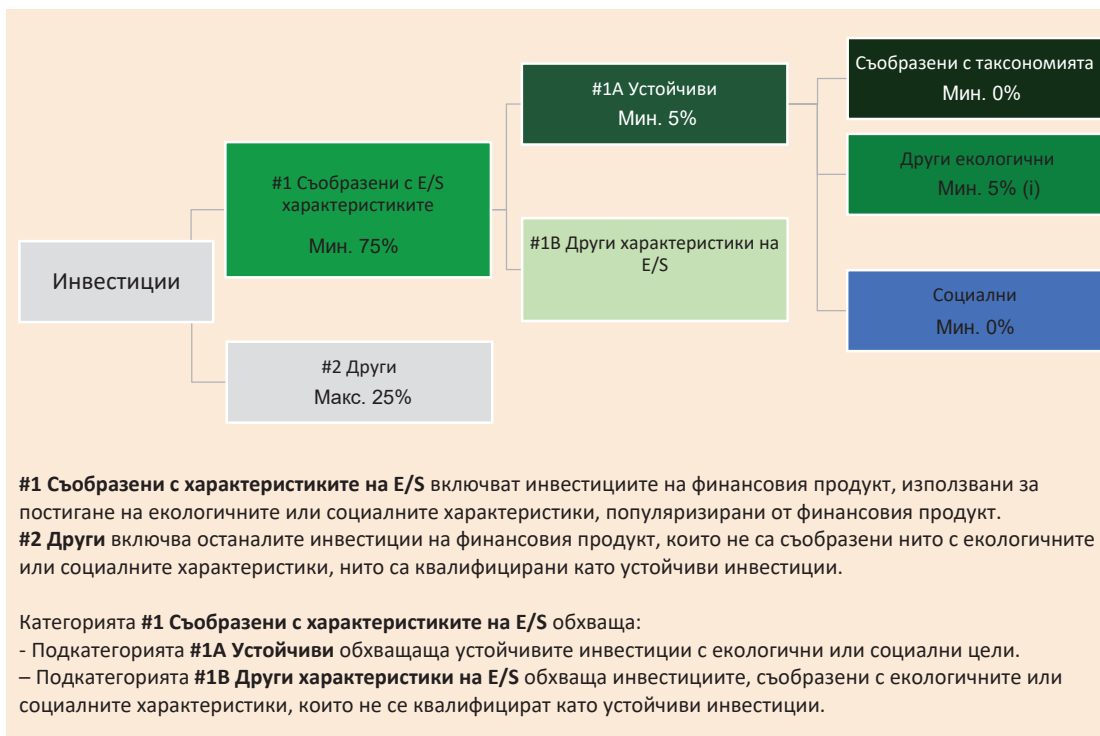 Инвестиции
#1 Съобразени с E/S
характеристиките
Мин. 75%
#2 Други
Макс. 25%
#1A Устойчиви
Мин. 5%
#1B Други характеристики на
E/S
Съобразени с таксономията
Мин. 0%
Други екологични
Мин. 5% (i)
Социални
Мин. 0%
#1 Съобразени с характеристиките на E/S включват инвестициите на финансовия продукт, използвани за
постигане на екологичните или социалните характеристики, популяризирани от финансовия продукт.
#2 Други включва останалите инвестиции на финансовия продукт, които не са съобразени нито с екологичните
или социалните характеристики, нито са квалифицирани като устойчиви инвестиции.
Категорията #1 Съобразени с характеристиките на E/S обхваща:
- Подкатегорията #1A Устойчиви обхващаща устойчивите инвестиции с екологични или социални цели.
– Подкатегорията #1B Други характеристики на E/S обхваща инвестициите, съобразени с екологичните или
социалните характеристики, които не се квалифицират като устойчиви инвестиции.